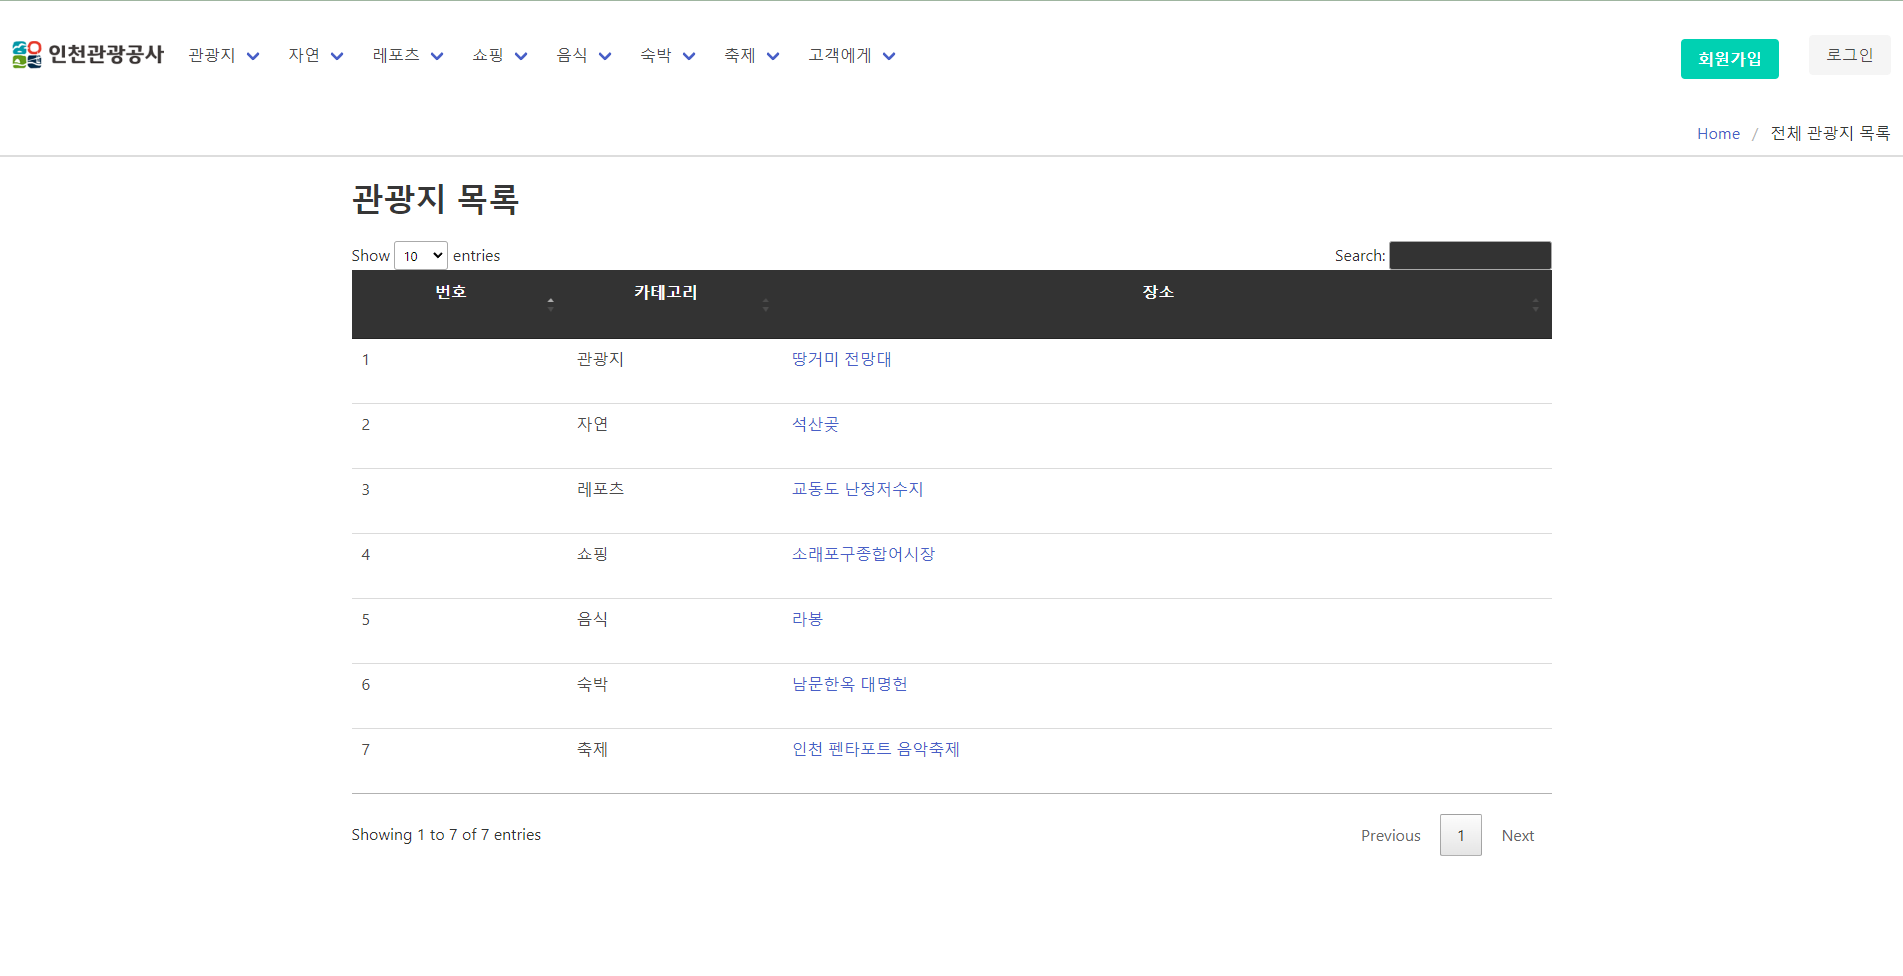 인천관광공사 관광지 자연 레포츠 쇼핑 음식 숙박 축제 고객에게 회원가입 로그인
Home / 전체 관광지 목록
관광지 목록
Show 10 entries Search:
번호 카테고리 장소
1 관광지 땅거미 전망대
2 자연 석산곶
3 레포츠 교동도 난정저수지
4 쇼핑 소래포구종합어시장
5 음식 라봉
6 숙박 남문한옥 대명헌
7 축제 인천 펜타포트 음악축제
Showing 1 to 7 of 7 entries Previous 1 Next